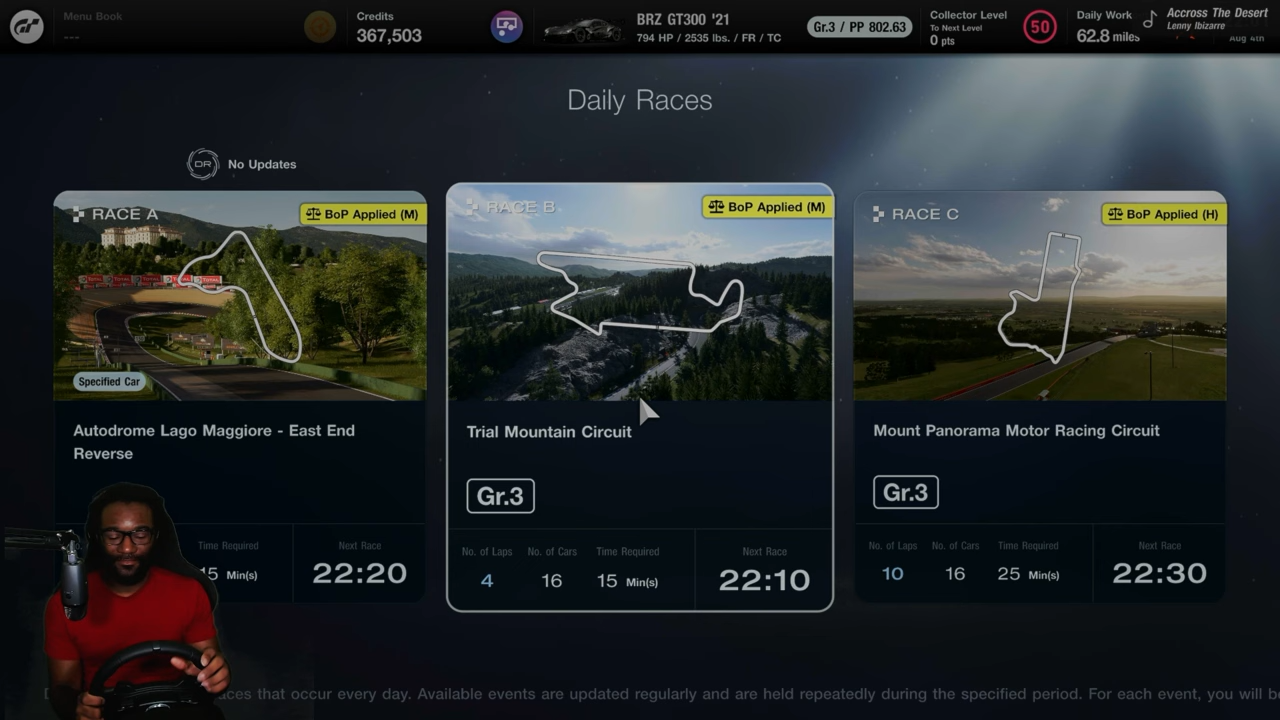 Menu Book
---
Credits
367,503
BRZ GT300 '21
794 HP / 2535 lbs. / FR / TC
Gr.3 / PP 802.63
Collector Level
To Next Level
0 pts
50
Daily Work
62.8 miles
Accross The Desert
Lenny Ibizarre
Aug 4th
Daily Races
DR
No Updates
RACE A
BoP Applied (M)
Specified Car
Autodrome Lago Maggiore - East End
Reverse
Time Required
15 Min(s)
Next Race
22:20
RACE B
BoP Applied (M)
Trial Mountain Circuit
Gr.3
No. of Laps
4
No. of Cars
16
Time Required
15 Min(s)
Next Race
22:10
RACE C
BoP Applied (H)
Mount Panorama Motor Racing Circuit
Gr.3
No. of Laps
10
No. of Cars
16
Time Required
25 Min(s)
Next Race
22:30
that occur every day. Available events are updated regularly and are held repeatedly during the specified period. For each event, you will